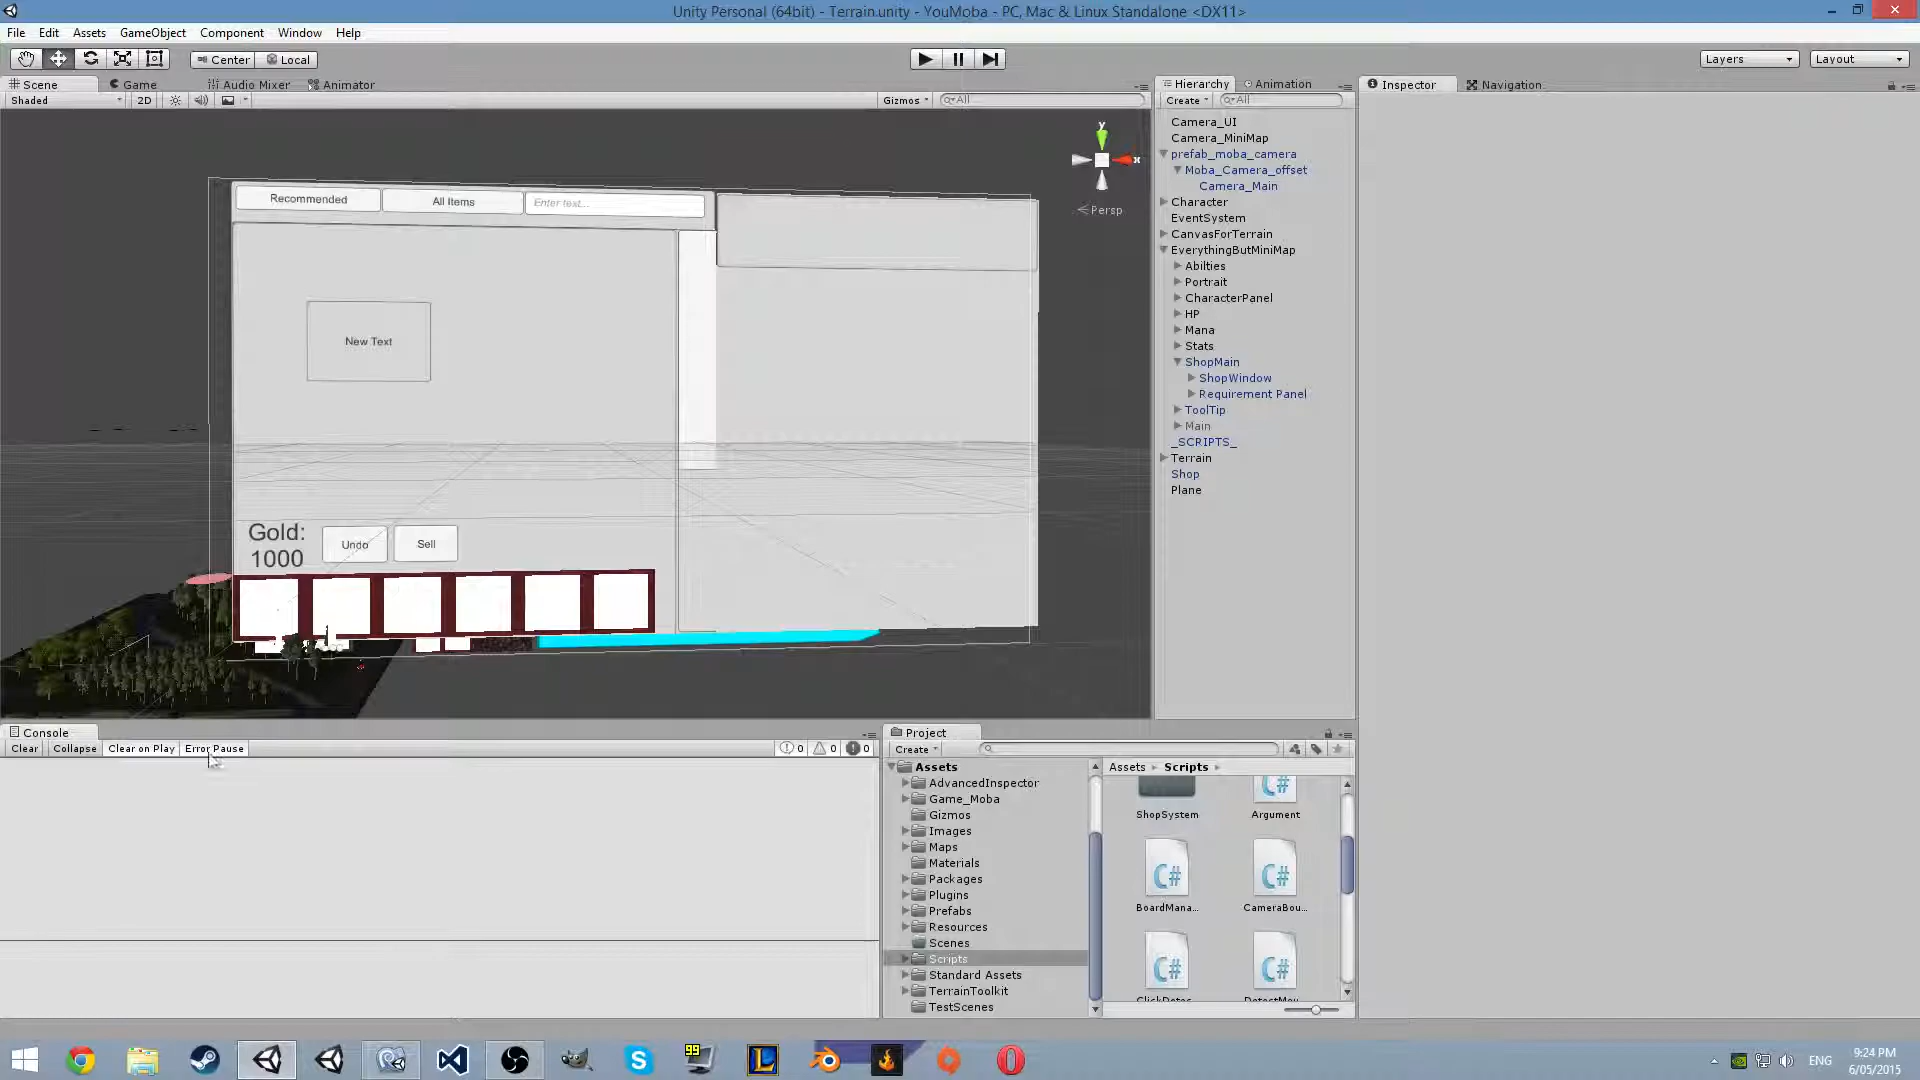 Unity Personal (64bit) - Terrain.unity - YouMoba - PC, Mac & Linux Standalone <DX11>
File Edit Assets GameObject Component Window Help
Center Local
Layers Layout
Scene Game Audio Mixer Animator
Shaded 2D Gizmos All
Hierarchy Animation
Create All
Inspector Navigation
y
x
Persp
Recommended All Items Enter text...
New Text
Gold:
1000
Undo Sell
Camera_UI
Camera_MiniMap
prefab_moba_camera
Moba_Camera_offset
Camera_Main
Character
EventSystem
CanvasForTerrain
EverythingButMiniMap
Abilties
Portrait
CharacterPanel
HP
Mana
Stats
ShopMain
ShopWindow
Requirement Panel
ToolTip
Main
_SCRIPTS_
Terrain
Shop
Plane
Console
Clear Collapse Clear on Play Error Pause 0 0 0
Project
Create
Assets
AdvancedInspector
Game_Moba
Gizmos
Images
Maps
Materials
Packages
Plugins
Prefabs
Resources
Scenes
Scripts
Standard Assets
TerrainToolkit
TestScenes
Assets Scripts
C#
ShopSystem Argument
C# C#
BoardMana... CameraBou...
C# C#
ClickDetec... DetectMou...
99
L
ENG
9:24 PM
6/05/2015